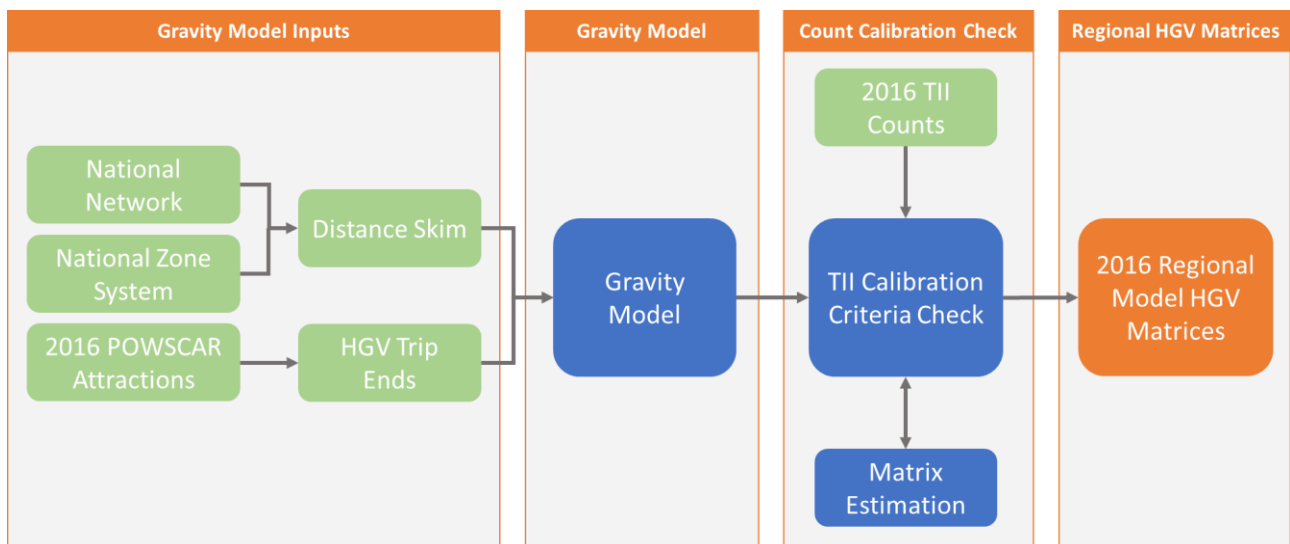 Gravity Model Inputs
National
Network
National Zone
System
2016 POWSCAR
Attractions
Distance Skim
HGV Trip
Ends
Gravity Model
Gravity
Model
Count Calibration Check
2016 TII
Counts
TII Calibration
Criteria Check
Matrix
Estimation
Regional HGV Matrices
2016 Regional
Model HGV
Matrices